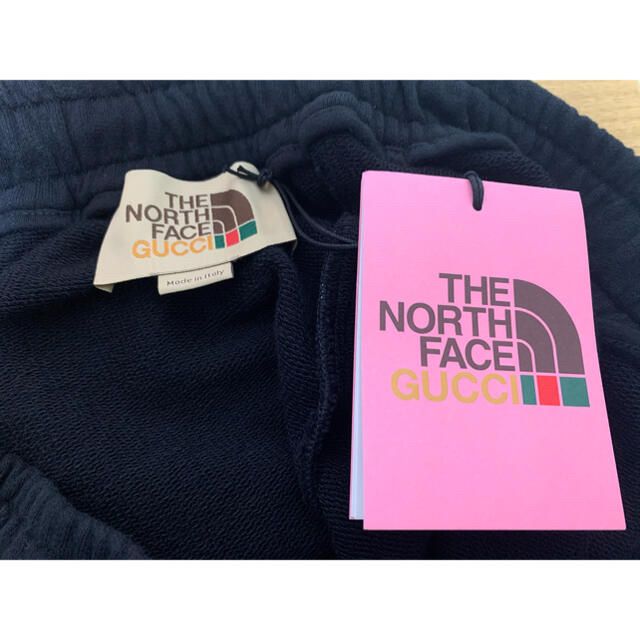 THE
NORTH
FACE
GUCCI
Made in Italy
THE
NORTH
FACE
GUCCI